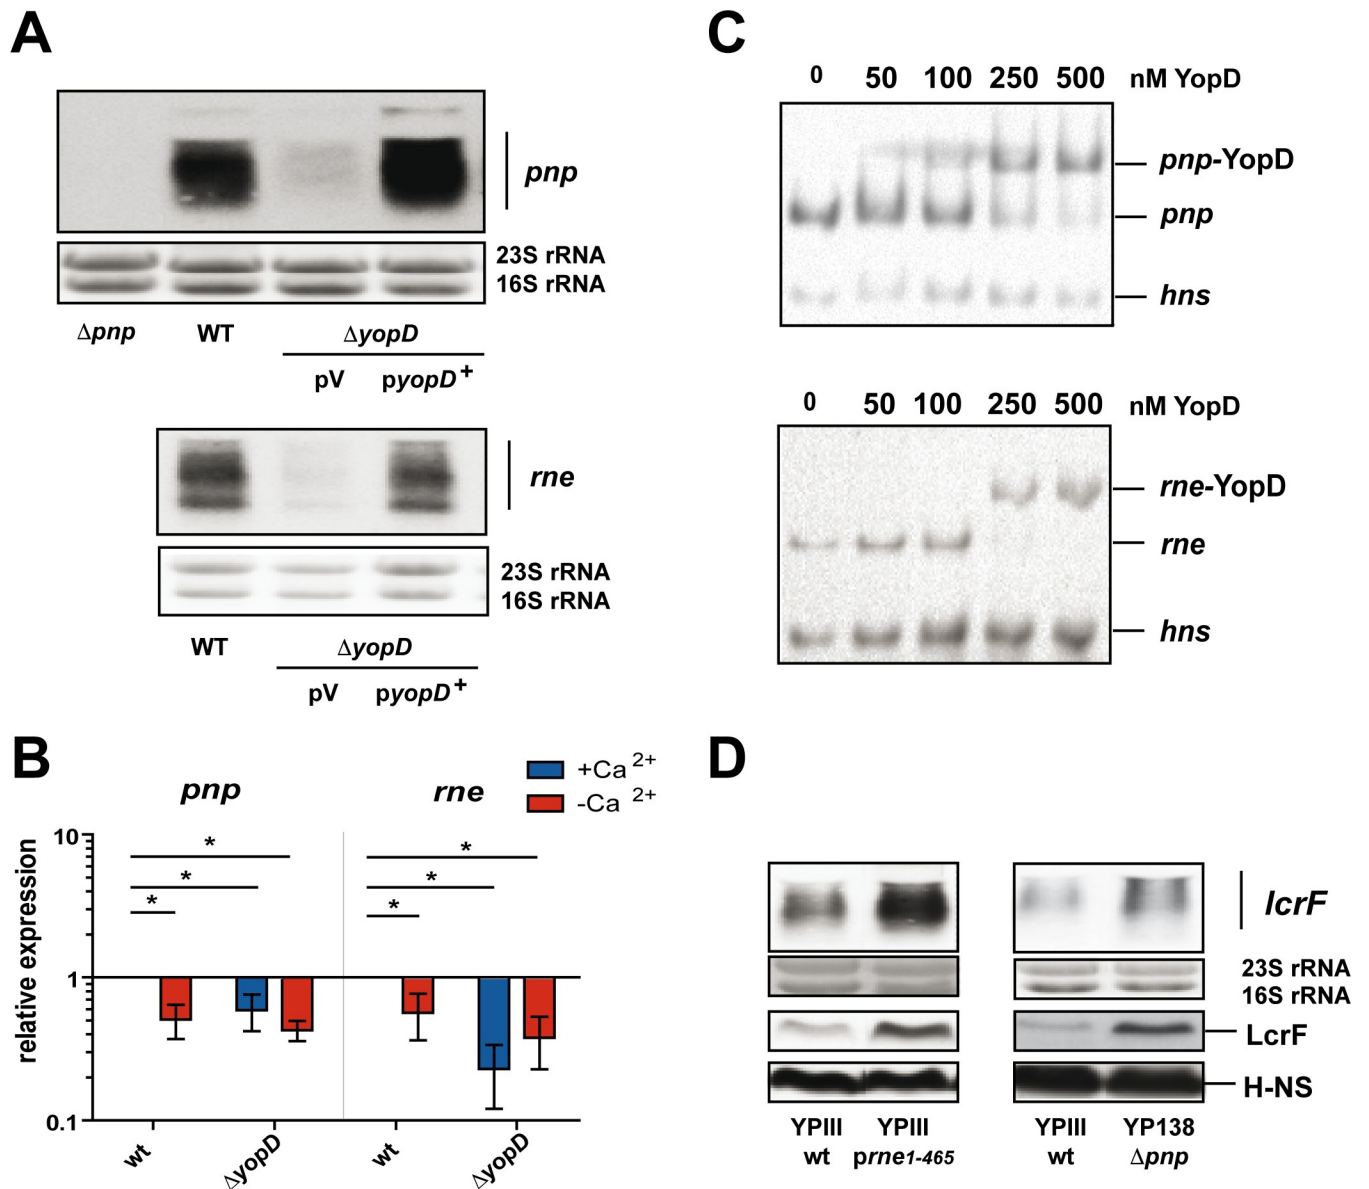 A
pnp
23S rRNA
16S rRNA
Δpnp WT ΔyopD
pV pyopD+
rne
23S rRNA
16S rRNA
WT ΔyopD
pV pyopD+
B
pnp rne
+Ca 2+
-Ca 2+
relative expression
10
1
0.1
* * *
* * *
wt ΔyopD wt ΔyopD
C
0 50 100 250 500 nM YopD
pnp-YopD
pnp
hns
0 50 100 250 500 nM YopD
rne-YopD
rne
hns
D
lcrF
23S rRNA
16S rRNA
LcrF
H-NS
YPIII YPIII YPIII YP138
wt prne1-465 wt Δpnp